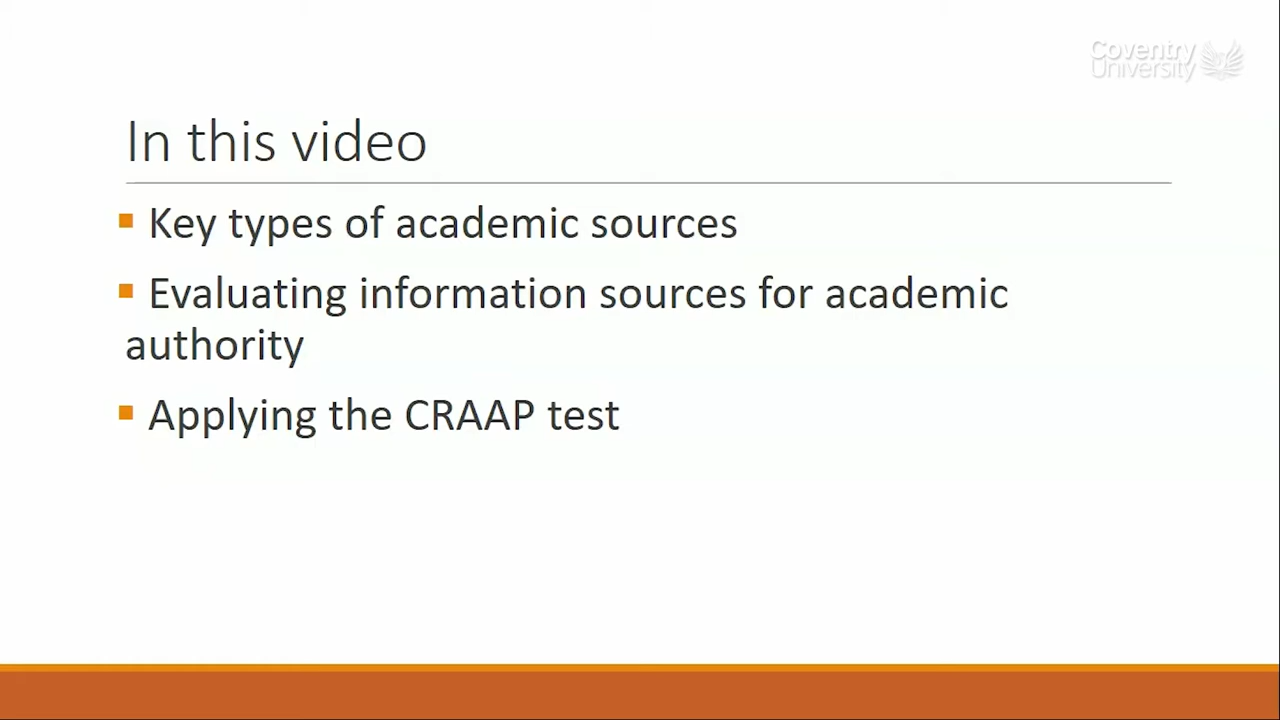 Coventry
University
In this video
Key types of academic sources
Evaluating information sources for academic
authority
Applying the CRAAP test